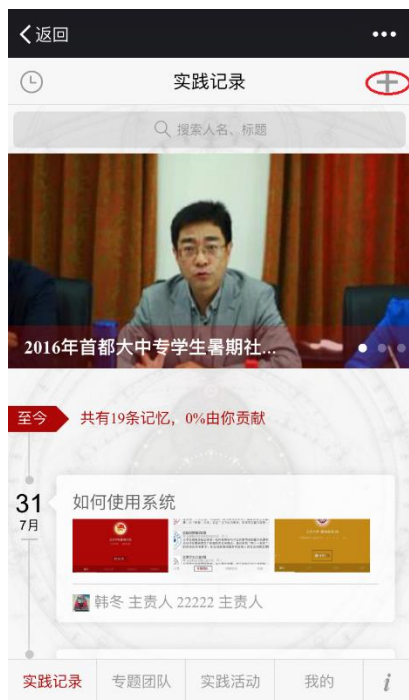 返回
实践记录
搜索人名、标题
2016年首都大中专学生暑期社...
至今
共有19条记忆，0%由你贡献
31
7月
如何使用系统
韩冬 主责人 22222 主责人
实践记录
专题团队
实践活动
我的
i